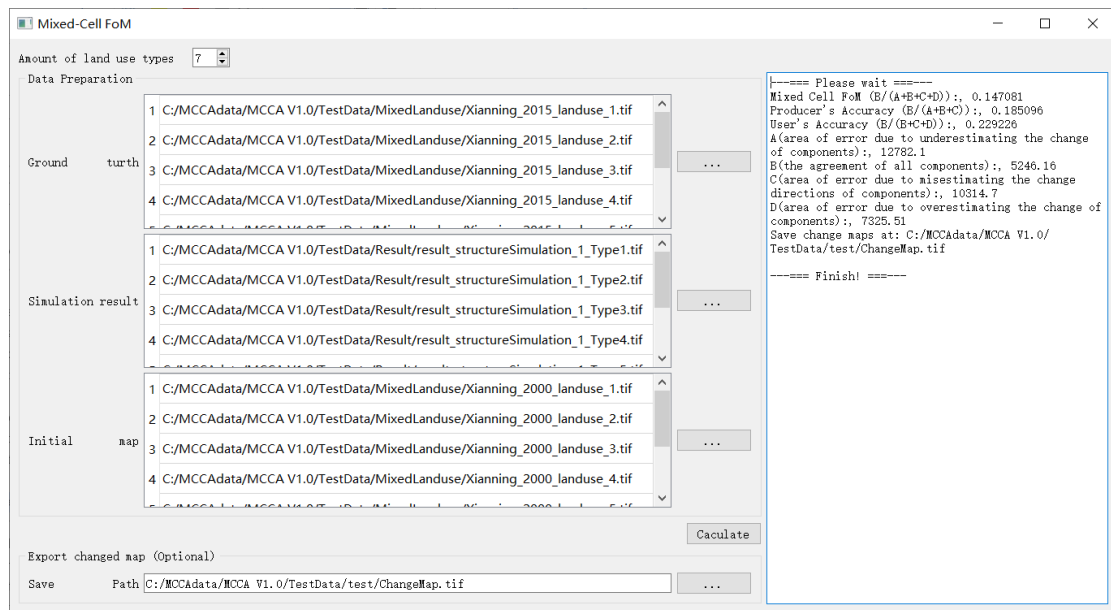 Mixed-Cell FoM
Amount of land use types 7
Data Preparation
Ground turth
1 C:/MCCAdata/MCCA V1.0/TestData/MixedLanduse/Xianning_2015_landuse_1.tif
2 C:/MCCAdata/MCCA V1.0/TestData/MixedLanduse/Xianning_2015_landuse_2.tif
3 C:/MCCAdata/MCCA V1.0/TestData/MixedLanduse/Xianning_2015_landuse_3.tif
4 C:/MCCAdata/MCCA V1.0/TestData/MixedLanduse/Xianning_2015_landuse_4.tif
...
Simulation result
1 C:/MCCAdata/MCCA V1.0/TestData/Result/result_structureSimulation_1_Type1.tif
2 C:/MCCAdata/MCCA V1.0/TestData/Result/result_structureSimulation_1_Type2.tif
3 C:/MCCAdata/MCCA V1.0/TestData/Result/result_structureSimulation_1_Type3.tif
4 C:/MCCAdata/MCCA V1.0/TestData/Result/result_structureSimulation_1_Type4.tif
...
Initial map
1 C:/MCCAdata/MCCA V1.0/TestData/MixedLanduse/Xianning_2000_landuse_1.tif
2 C:/MCCAdata/MCCA V1.0/TestData/MixedLanduse/Xianning_2000_landuse_2.tif
3 C:/MCCAdata/MCCA V1.0/TestData/MixedLanduse/Xianning_2000_landuse_3.tif
4 C:/MCCAdata/MCCA V1.0/TestData/MixedLanduse/Xianning_2000_landuse_4.tif
...
Caculate
Export changed map (Optional)
Save Path C:/MCCAdata/MCCA V1.0/TestData/test/ChangeMap.tif
...
---=== Please wait ===---
Mixed Cell FoM (B/(A+B+C+D)):, 0.147081
Producer's Accuracy (B/(A+B+C)):, 0.185096
User's Accuracy (B/(B+C+D)):, 0.229226
A(area of error due to underestimating the change
of components):, 12782.1
B(the agreement of all components):, 5246.16
C(area of error due to misestimating the change
directions of components):, 10314.7
D(area of error due to overestimating the change of
components):, 7325.51
Save change maps at: C:/MCCAdata/MCCA V1.0/
TestData/test/ChangeMap.tif
---=== Finish! ===---